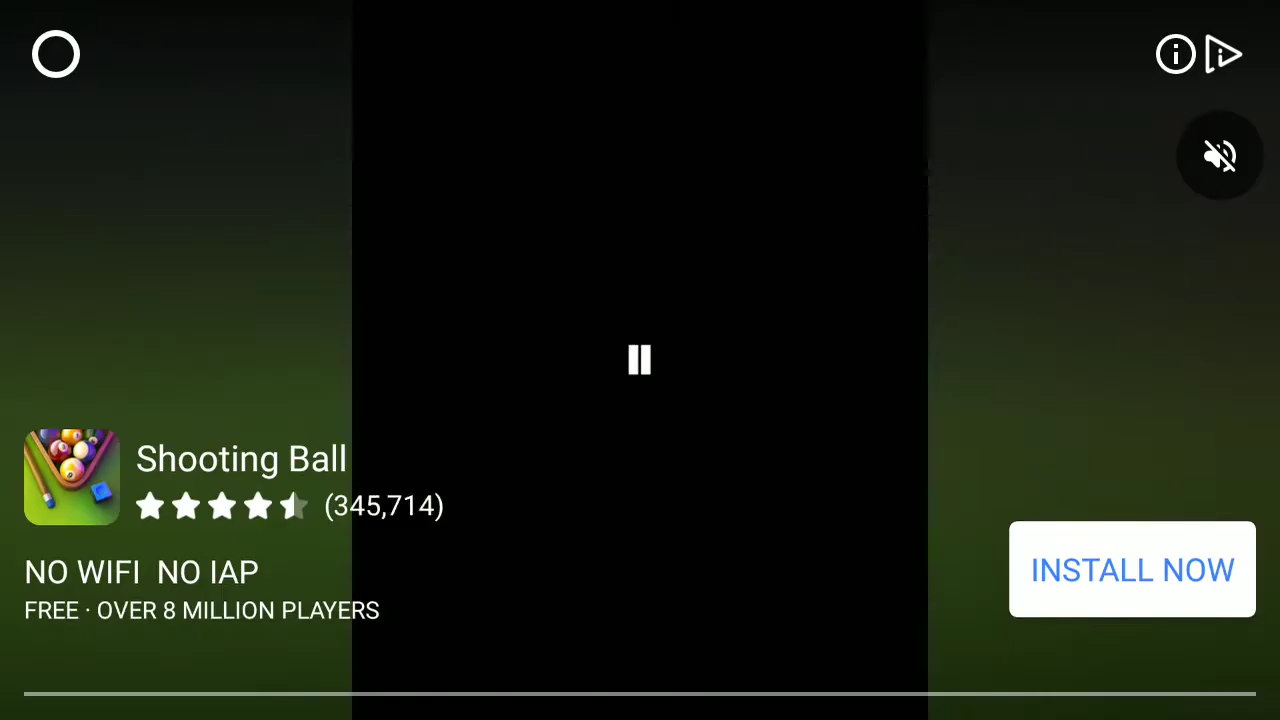 Shooting Ball
(345,714)
NO WIFI NO IAP
FREE · OVER 8 MILLION PLAYERS
INSTALL NOW